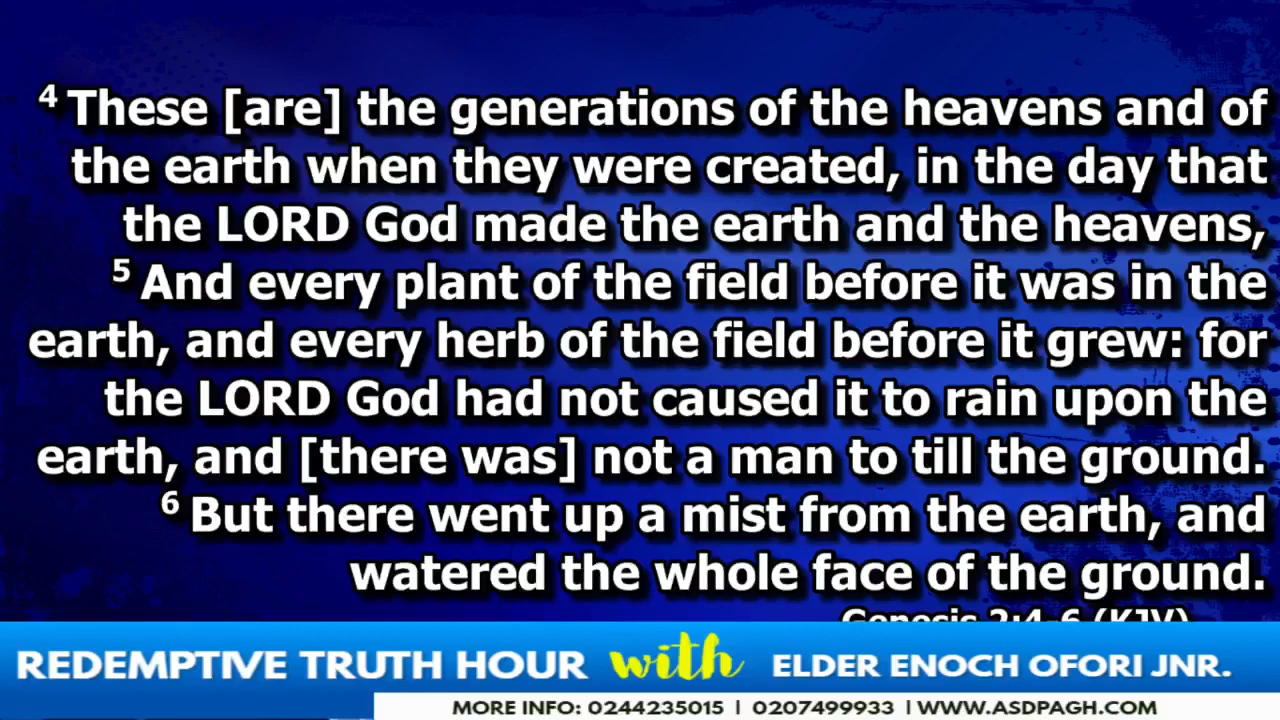 4 These [are] the generations of the heavens and of
the earth when they were created, in the day that
the LORD God made the earth and the heavens,
5 And every plant of the field before it was in the
earth, and every herb of the field before it grew: for
the LORD God had not caused it to rain upon the
earth, and [there was] not a man to till the ground.
6 But there went up a mist from the earth, and
watered the whole face of the ground.
Genesis 2:4-6 (KJV)
REDEMPTIVE TRUTH HOUR with ELDER ENOCH OFORI JNR.
MORE INFO: 0244235015 | 0207499933 | WWW.ASDPAGH.COM